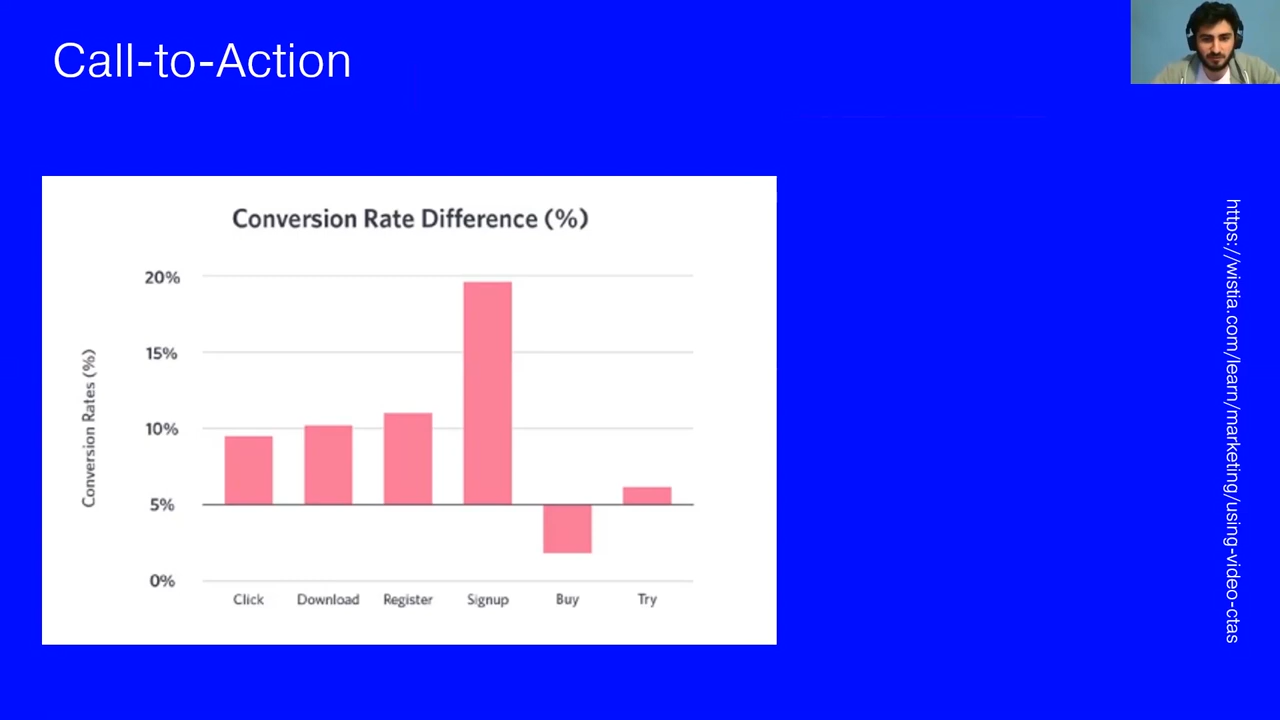 Call-to-Action
Conversion Rate Difference (%)
Conversion Rates (%)
20%
15%
10%
5%
0%
Click Download Register Signup Buy Try
https://wistia.com/learn/marketing/using-video-ctas